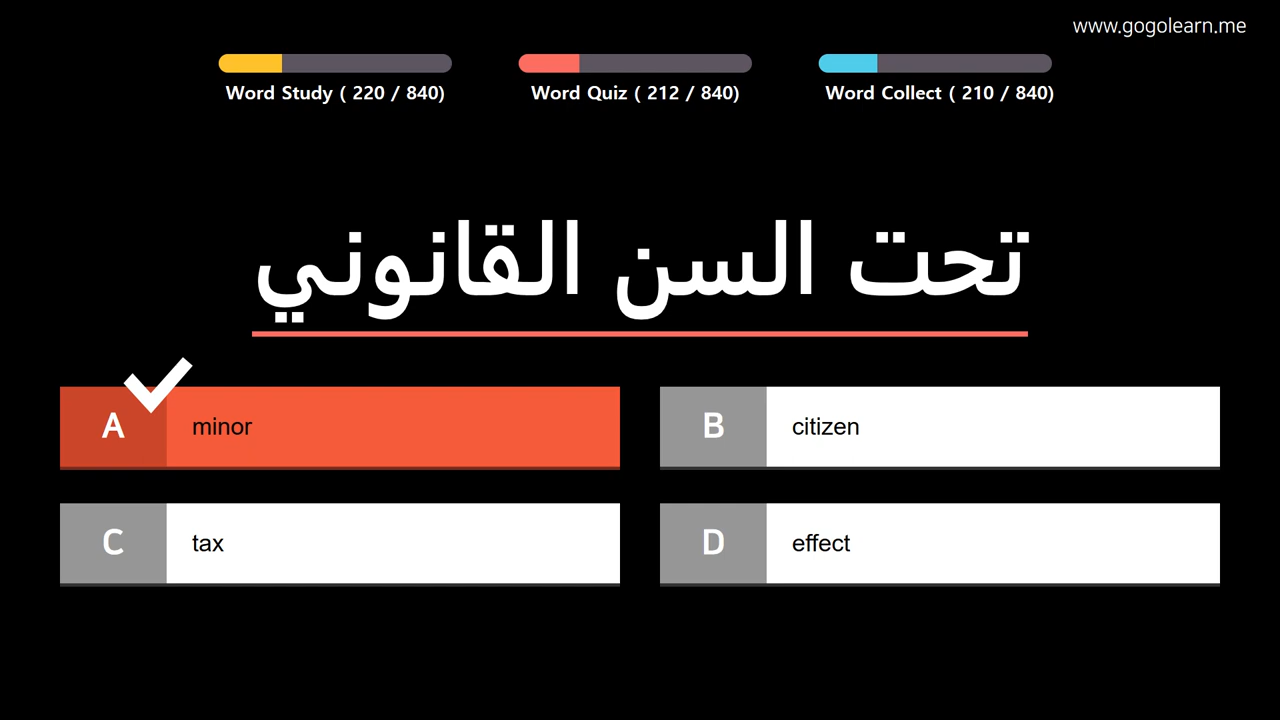 www.gogolearn.me
Word Study ( 220 / 840)
Word Quiz ( 212 / 840)
Word Collect ( 210 / 840)
تحت السن القانوني
A minor
B citizen
C tax
D effect